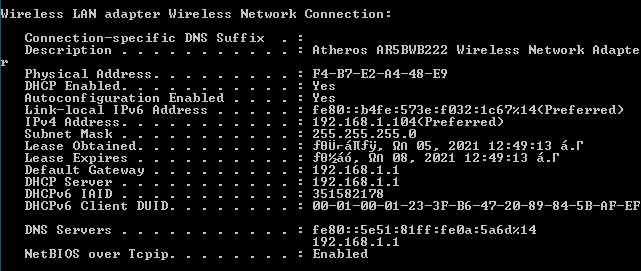 Wireless LAN adapter Wireless Network Connection:
Connection-specific DNS Suffix . :
Description . . . . . . . . . . . : Atheros AR5BWB222 Wireless Network Adapte
r
Physical Address. . . . . . . . . : F4-B7-E2-A4-48-E9
DHCP Enabled. . . . . . . . . . . : Yes
Autoconfiguration Enabled . . . . : Yes
Link-local IPv6 Address . . . . . : fe80::b4fe:573e:f032:1c67%14(Preferred)
IPv4 Address. . . . . . . . . . . : 192.168.1.104(Preferred)
Subnet Mask . . . . . . . . . . . : 255.255.255.0
Lease Obtained. . . . . . . . . . : 05, 2021 12:49:13
Lease Expires . . . . . . . . . . : 08, 2021 12:49:13
Default Gateway . . . . . . . . . : 192.168.1.1
DHCP Server . . . . . . . . . . . : 192.168.1.1
DHCPv6 IAID . . . . . . . . . . . : 351582178
DHCPv6 Client DUID. . . . . . . . : 00-01-00-01-23-3F-B6-47-20-89-84-5B-AF-EF
DNS Servers . . . . . . . . . . . : fe80::5e51:81ff:fe0a:5a6d%14
192.168.1.1
NetBIOS over Tcpip. . . . . . . . : Enabled